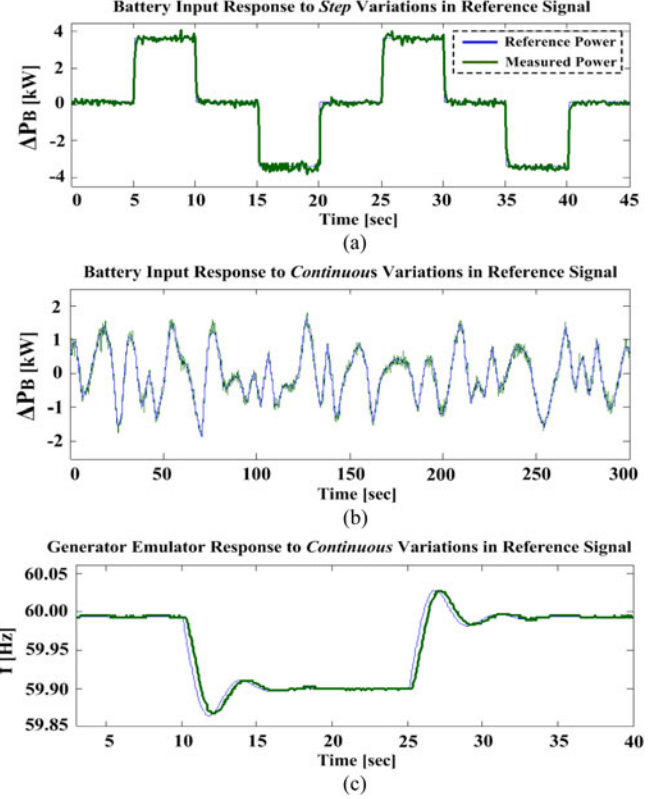 Battery Input Response to Step Variations in Reference Signal
4
2
0
-2
-4
ΔPB [kW]
Reference Power
Measured Power
0 5 10 15 20 25 30 35 40 45
Time [sec]
(a)
Battery Input Response to Continuous Variations in Reference Signal
2
1
0
-1
-2
ΔPB [kW]
0 50 100 150 200 250 300
Time [sec]
(b)
Generator Emulator Response to Continuous Variations in Reference Signal
60.05
60.00
59.95
59.90
59.85
[Hz]
5 10 15 20 25 30 35 40
Time [sec]
(c)